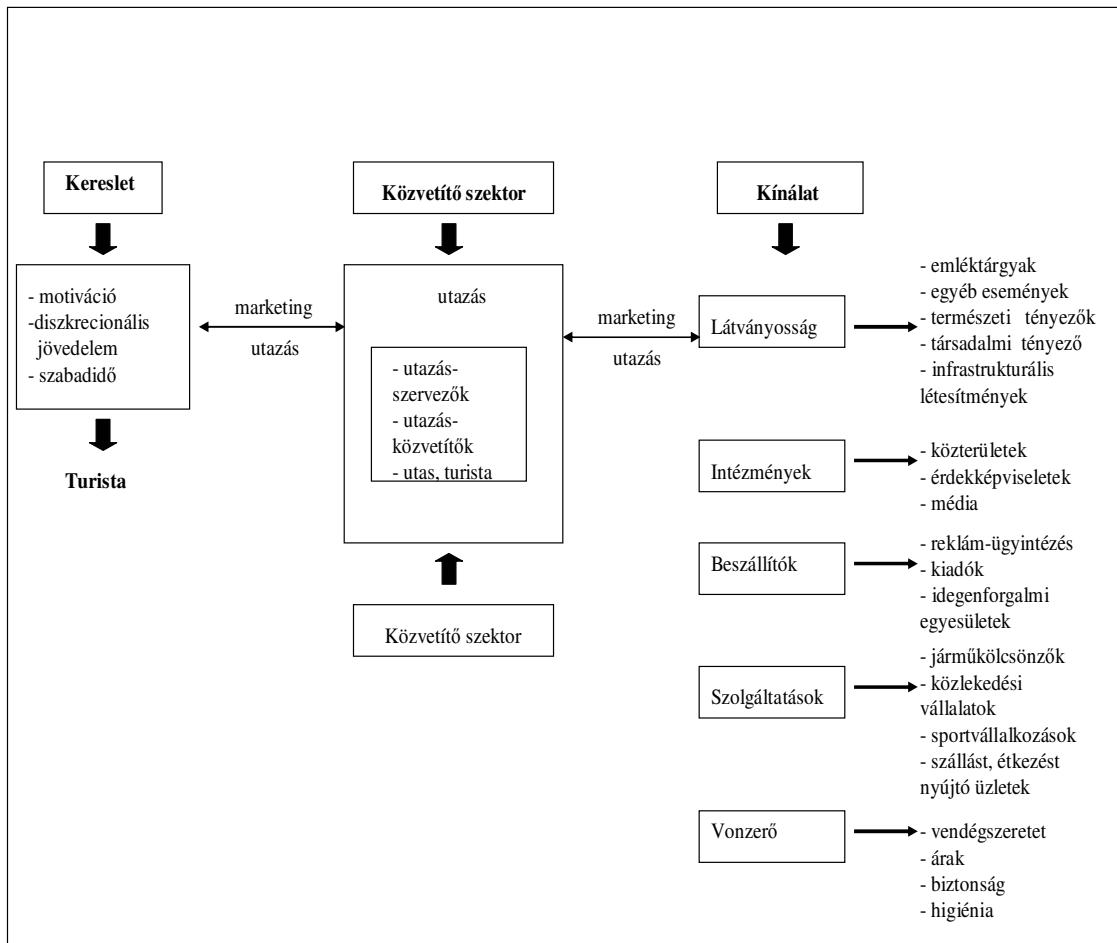 Kereslet
Közvetítő szektor
Kínálat
- motiváció
-diszkrecionális
jövedelem
- szabadidő
Turista
marketing
utazás
utazás
- utazás-
szervezők
- utazás-
közvetítők
- utas, turista
Közvetítő szektor
marketing
utazás
Látványosság
- emléktárgyak
- egyéb események
- természeti tényezők
- társadalmi tényező
- infrastrukturális
létesítmények
Intézmények
- közterületek
- érdekképviseletek
- média
Beszállítók
- reklám-ügyintézés
- kiadók
- idegenforgalmi
egyesületek
Szolgáltatások
- járműkölcsönzők
- közlekedési
vállalatok
- sportvállalkozások
- szállást, étkezést
nyújtó üzletek
Vonzerő
- vendégszeretet
- árak
- biztonság
- higiénia